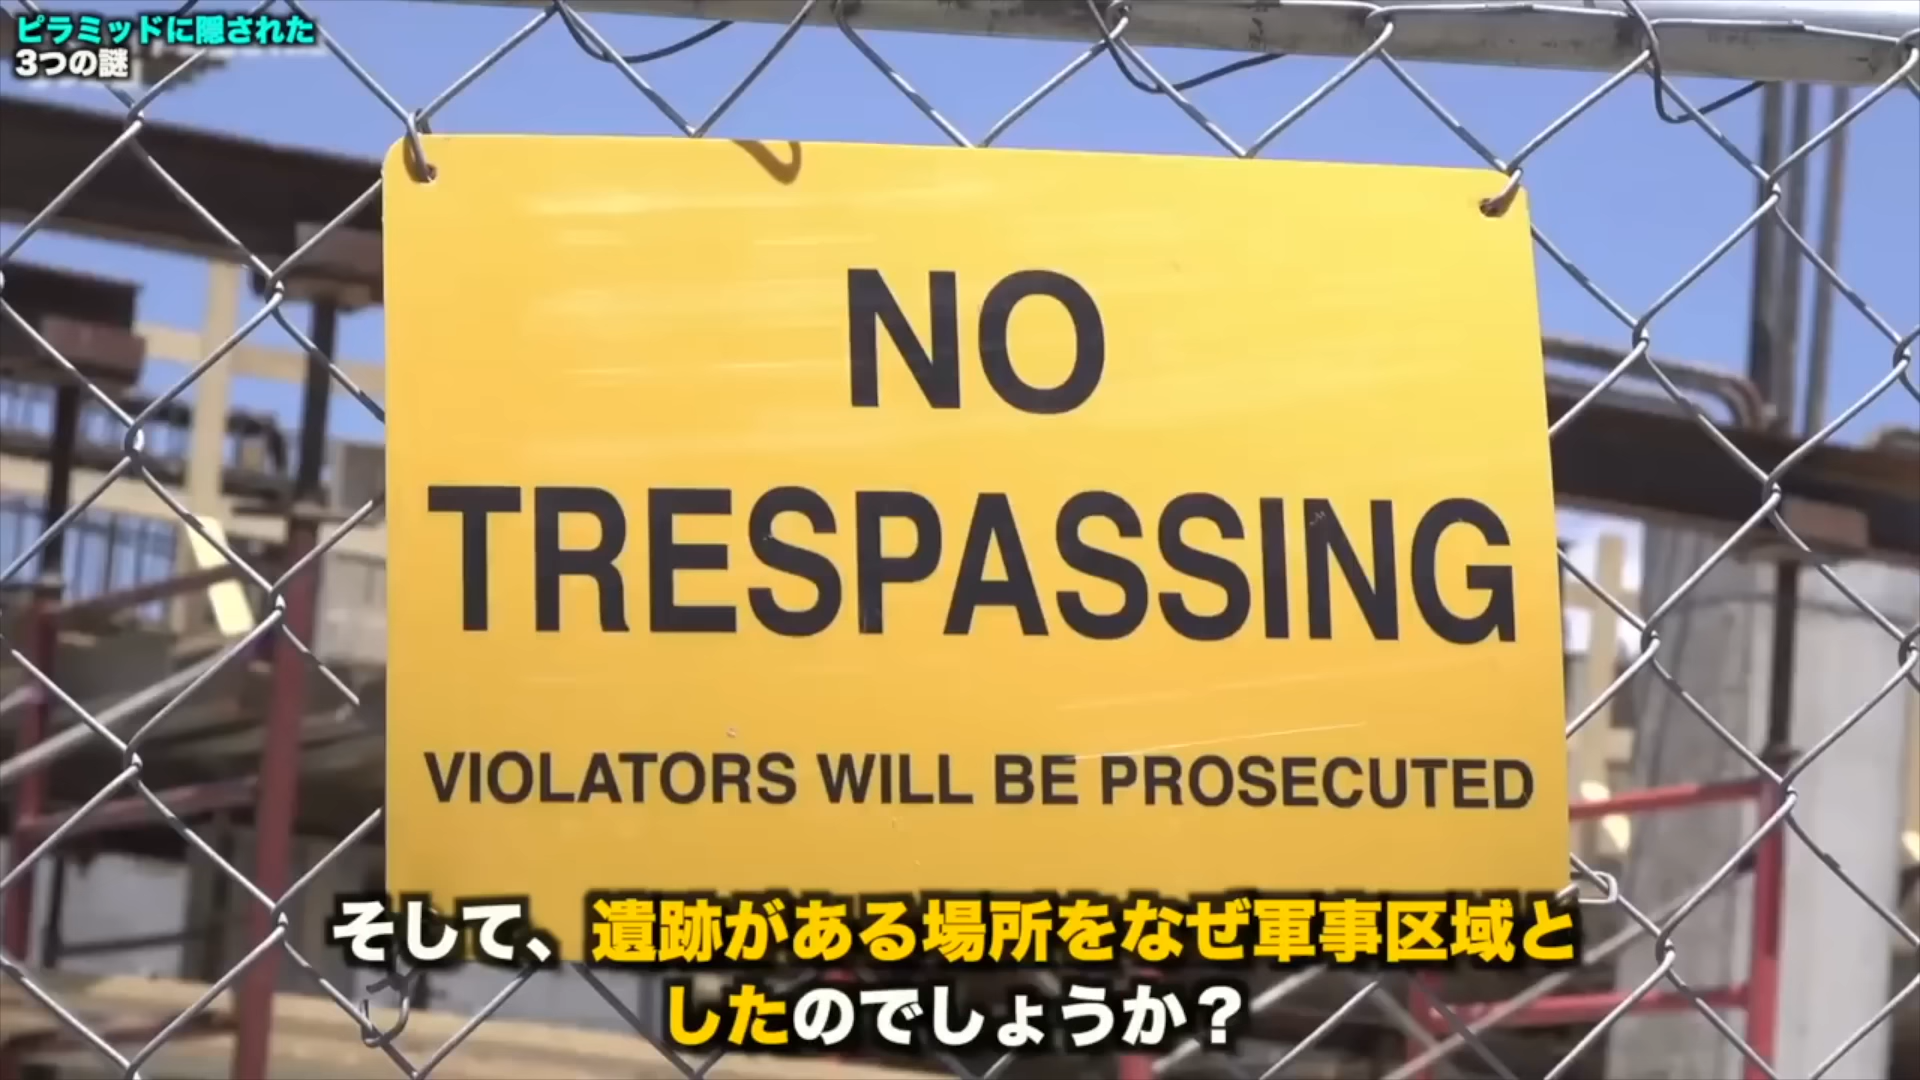 ピラミッドに隠された
3つの謎
NO
TRESPASSING
VIOLATORS WILL BE PROSECUTED
そして、遺跡がある場所をなぜ軍事区域と
したのでしょうか？